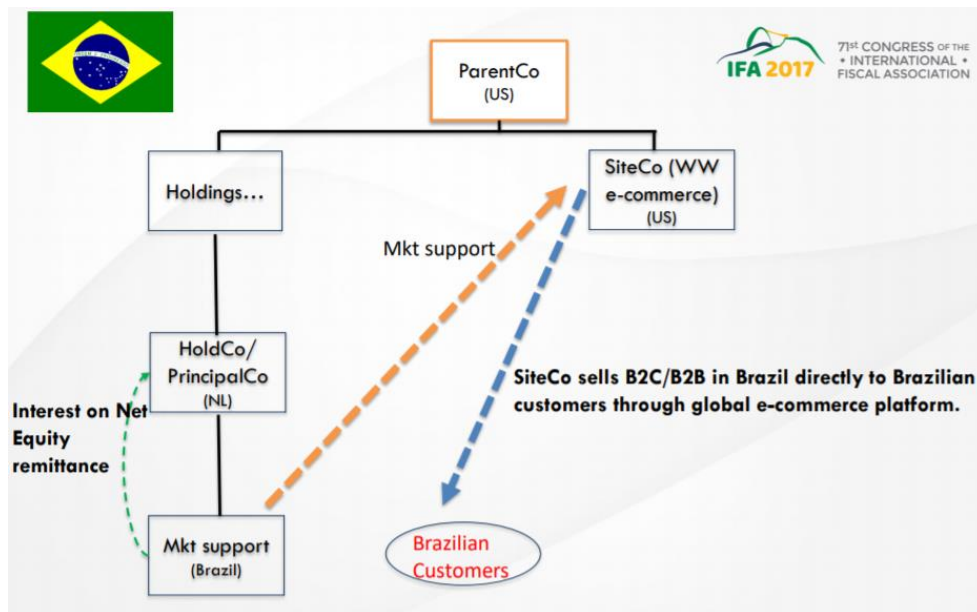 ParentCo
(US)
IFA 2017
71st CONGRESS OF THE
• INTERNATIONAL •
FISCAL ASSOCIATION
Holdings...
SiteCo (WW
e-commerce)
(US)
Mkt support
HoldCo/
PrincipalCo
(NL)
SiteCo sells B2C/B2B in Brazil directly to Brazilian
customers through global e-commerce platform.
Interest on Net
Equity
remittance
Mkt support
(Brazil)
Brazilian
Customers